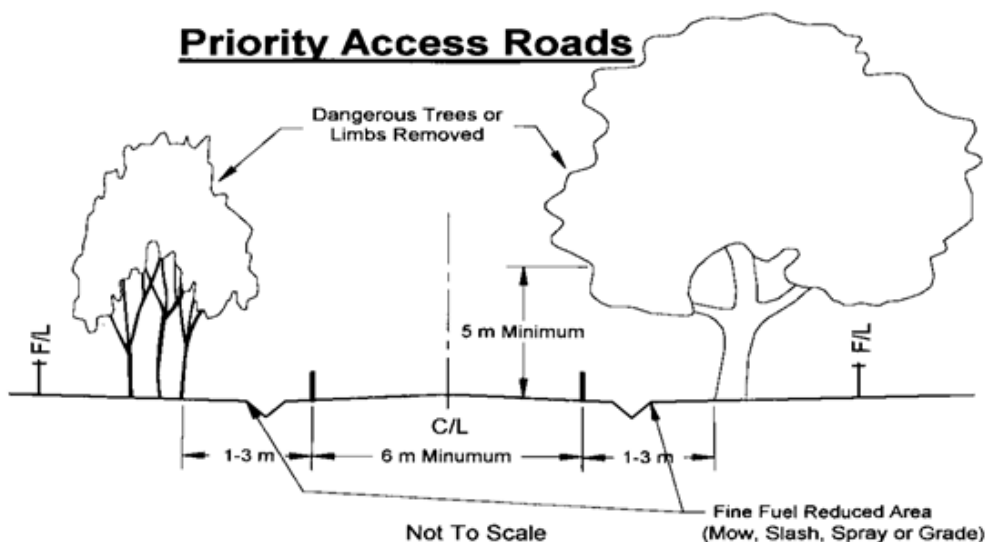 Priority Access Roads
Dangerous Trees or
Limbs Removed
5 m Minimum
F/L
F/L
C/L
1-3 m
6 m Minumum
1-3 m
Fine Fuel Reduced Area
(Mow, Slash, Spray or Grade)
Not To Scale